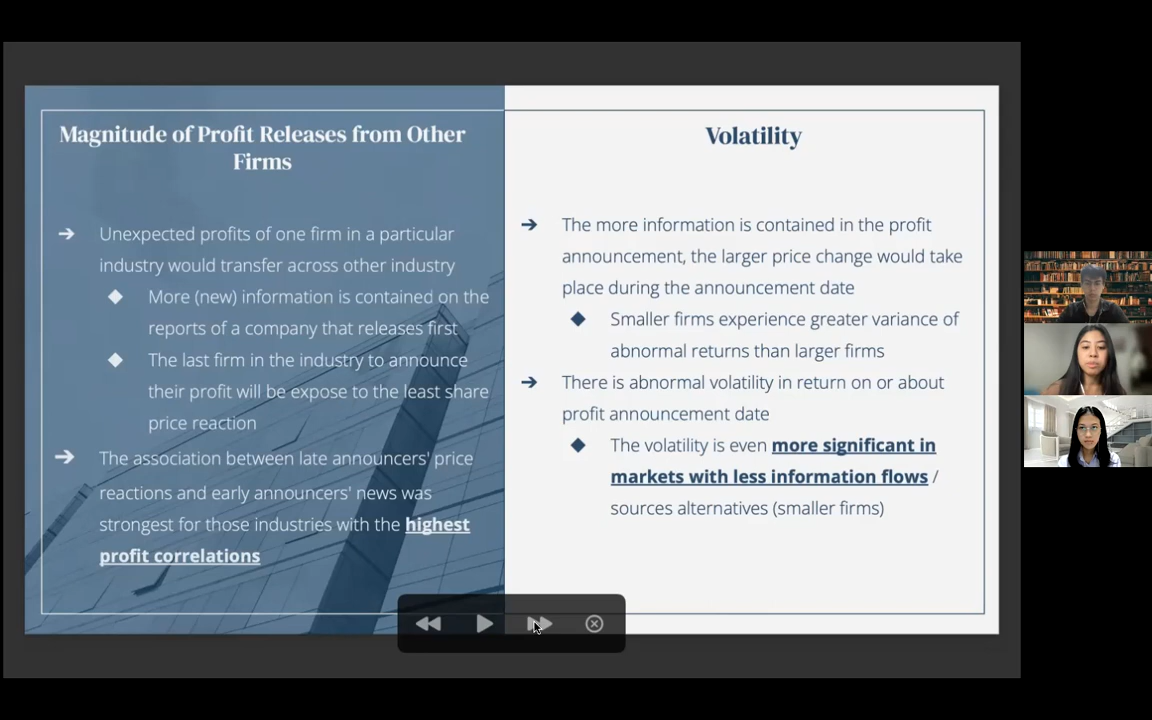 Magnitude of Profit Releases from Other
Firms
➔ Unexpected profits of one firm in a particular
industry would transfer across other industry
◆ More (new) information is contained on the
reports of a company that releases first
◆ The last firm in the industry to announce
their profit will be expose to the least share
price reaction
➔ The association between late announcers' price
reactions and early announcers' news was
strongest for those industries with the highest
profit correlations
Volatility
➔ The more information is contained in the profit
announcement, the larger price change would take
place during the announcement date
◆ Smaller firms experience greater variance of
abnormal returns than larger firms
➔ There is abnormal volatility in return on or about
profit announcement date
◆ The volatility is even more significant in
markets with less information flows /
sources alternatives (smaller firms)